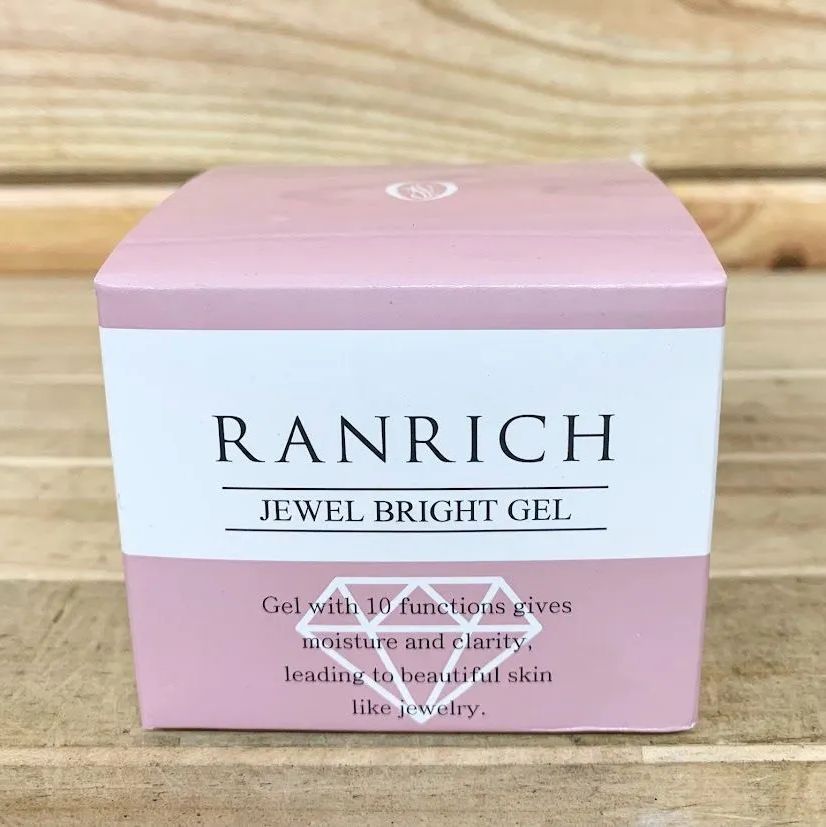 RANRICH
JEWEL BRIGHT GEL
Gel with 10 functions gives
moisture and clarity,
leading to beautiful skin
like jewelry.